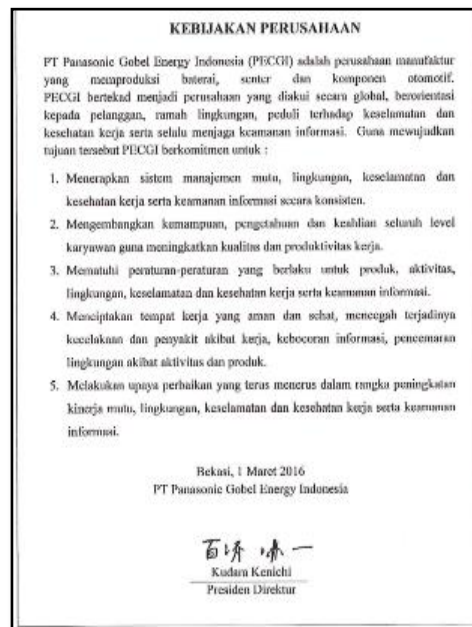 KEBIJAKAN PERUSAHAAN
PT Panasonic Gobel Energy Indonesia (PECGI) adalah perusahaan manufaktur
yang memproduksi baterai, senter dan komponen otomotif.
PECGI bertekad menjadi perusahaan yang diakui secara global, berorientasi
kepada pelanggan, ramah lingkungan, peduli terhadap keselamatan dan
kesehatan kerja serta selalu menjaga keamanan informasi. Guna mewujudkan
tujuan tersebut PECGI berkomitmen untuk :
1. Menerapkan sistem manajemen mutu, lingkungan, keselamatan dan
kesehatan kerja serta keamanan informasi secara konsisten.
2. Mengembangkan kemampuan, pengetahuan dan keahlian seluruh level
karyawan guna meningkatkan kualitas dan produktivitas kerja.
3. Mematuhi peraturan-peraturan yang berlaku untuk produk, aktivitas,
lingkungan, keselamatan dan kesehatan kerja serta keamanan informasi.
4. Menciptakan tempat kerja yang aman dan sehat, mencegah terjadinya
kecelakaan dan penyakit akibat kerja, kebocoran informasi, pencemaran
lingkungan akibat aktivitas dan produk.
5. Melakukan upaya perbaikan yang terus menerus dalam rangka peningkatan
kinerja mutu, lingkungan, keselamatan dan kesehatan kerja serta keamanan
informasi.
Bekasi, 1 Maret 2016
PT Panasonic Gobel Energy Indonesia
Kudara Kenichi
Presiden Direktur